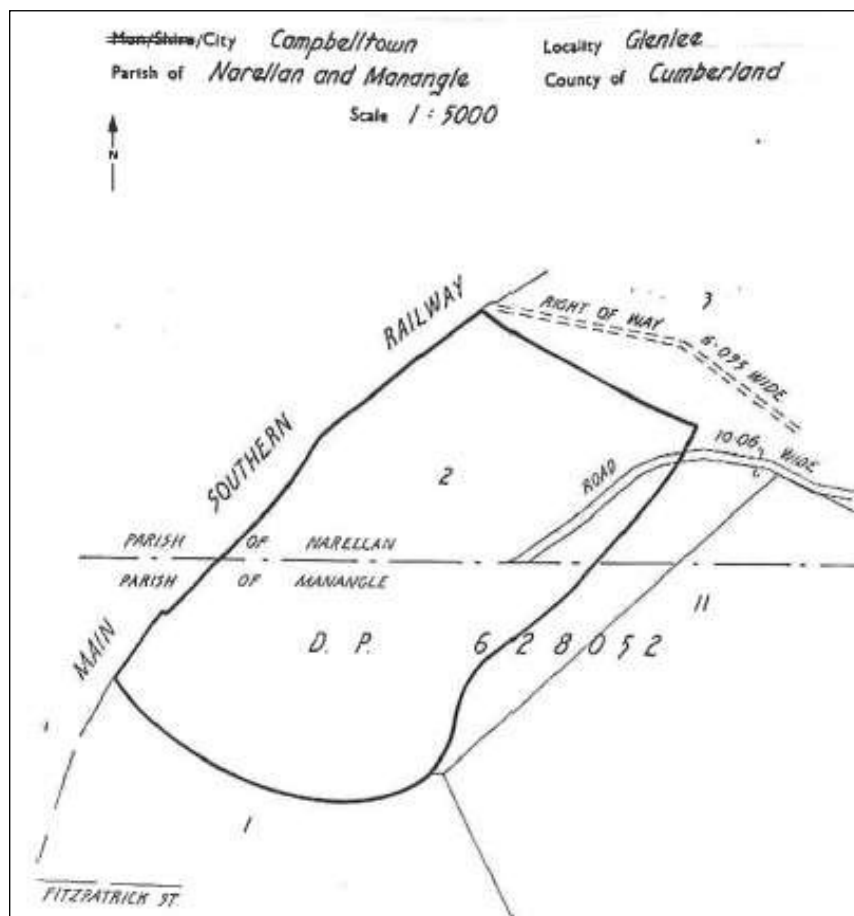 Mun/Shire/City Campbelltown Locality Glenlee
Parish of Narellan and Manangle County of Cumberland
Scale 1 : 5000
N
3
RIGHT OF WAY
6.095 WIDE
MAIN SOUTHERN RAILWAY
10.06 WIDE
ROAD
2
PARISH OF NARELLAN
PARISH OF MANANGLE
11
D. P. 628052
1
FITZPATRICK ST.